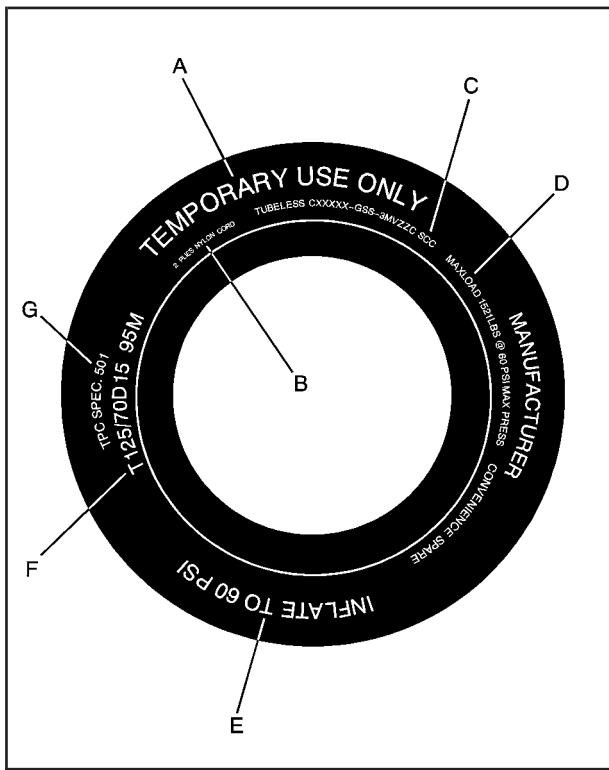 A
C
D
G
B
F
E
TEMPORARY USE ONLY
2 PLIES NYLON CORD
TUBELESS CXXXXX-GSS-3MVZZC SCC
MAXLOAD 1521LBS @ 60 PSI MAX PRESS
MANUFACTURER
CONVENIENCE SPARE
INFLATE TO 60 PSI
T125/70D15 95M
TPC SPEC. 501